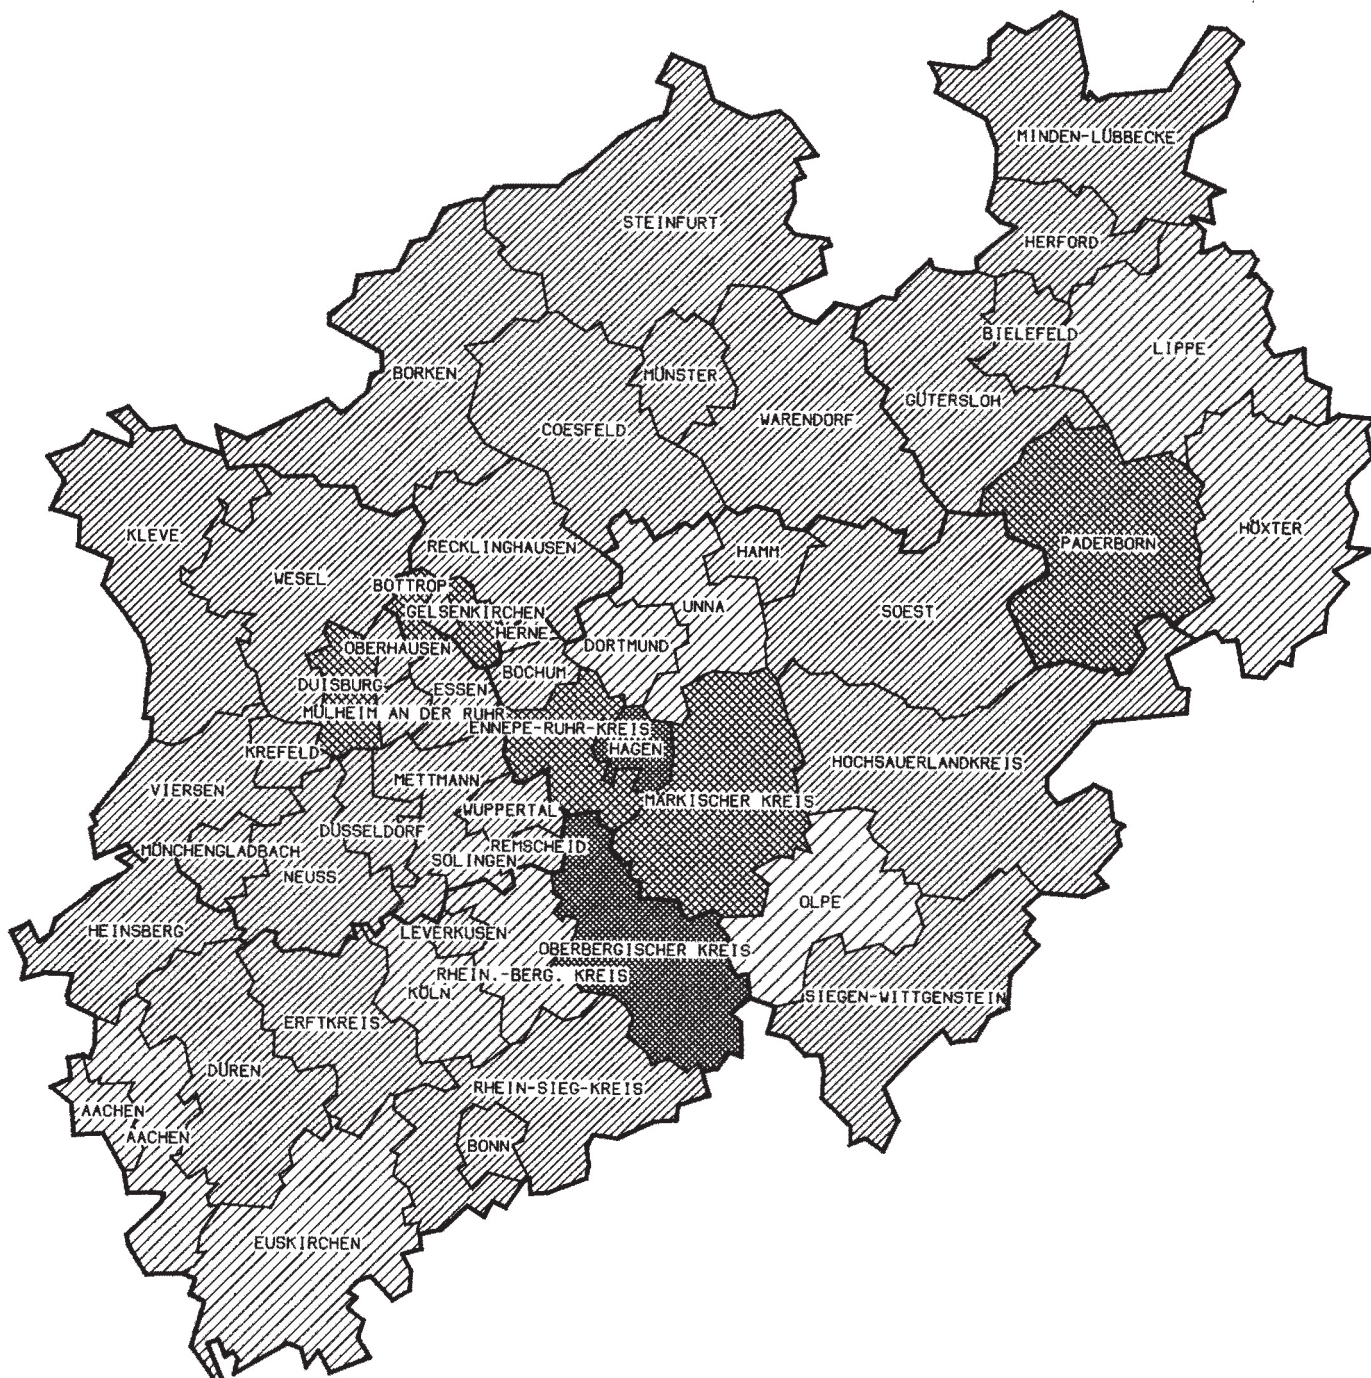 MINDEN-LÜBBECKE
STEINFURT
HERFORD
BIELEFELD
LIPPE
BORKEN
MÜNSTER
GÜTERSLOH
WARENDORF
COESFELD
KLEVE
HÖXTER
PADERBORN
RECKLINGHAUSEN
HAMM
WESEL
BOTTROP
UNNA
GELSENKIRCHEN
SOEST
HERNE
OBERHAUSEN
DORTMUND
BOCHUM
DUISBURG
ESSEN
MÜLHEIM AN DER RUHR
ENNEPE-RUHR-KREIS
KREFELD
HAGEN
HOCHSAUERLANDKREIS
METTMANN
VIERSEN
MÄRKISCHER KREIS
WUPPERTAL
DÜSSELDORF
REMSCHEID
MÖNCHENGLADBACH
SOLINGEN
NEUSS
OLPE
HEINSBERG
LEVERKUSEN
OBERBERGISCHER KREIS
RHEIN.-BERG. KREIS
KÖLN
SIEGEN-WITTGENSTEIN
ERFTKREIS
DÜREN
RHEIN-SIEG-KREIS
AACHEN
AACHEN
BONN
EUSKIRCHEN